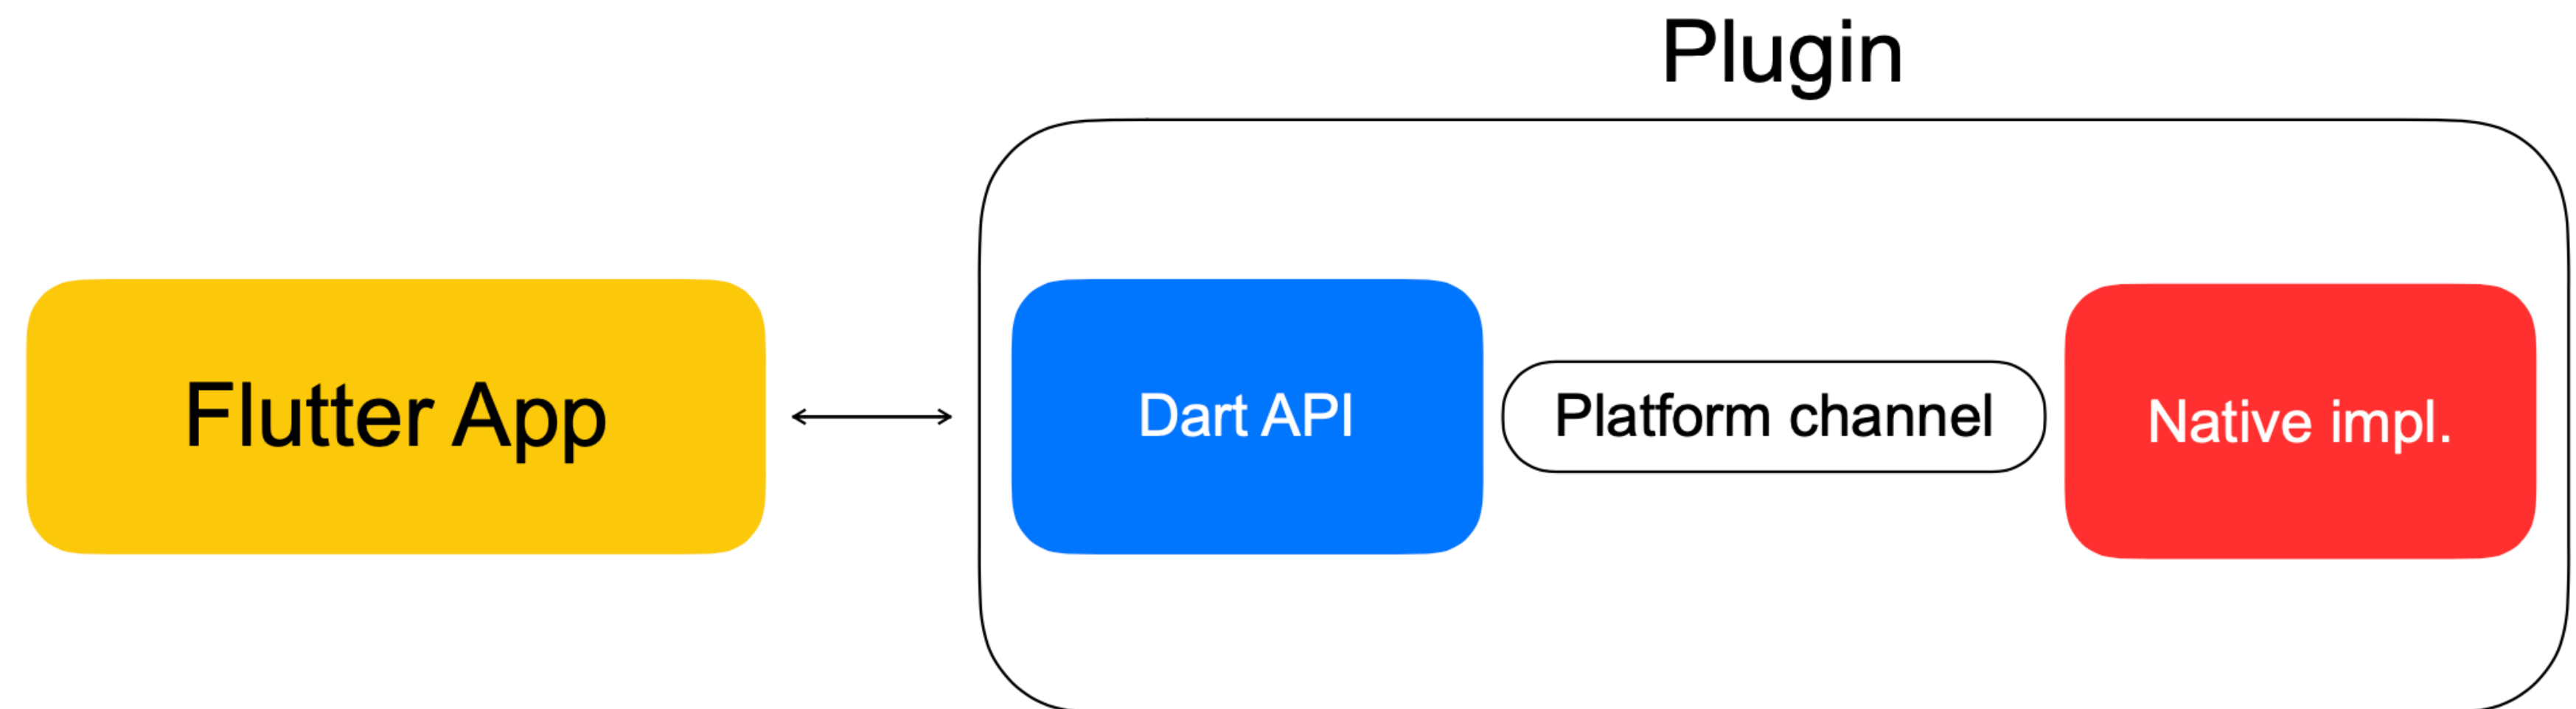 Plugin
Flutter App
Dart API
Platform channel
Native impl.